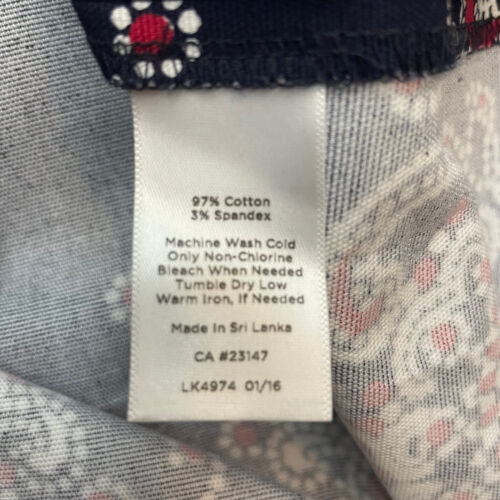 97% Cotton
3% Spandex
Machine Wash Cold
Only Non-Chlorine
Bleach When Needed
Tumble Dry Low
Warm Iron, If Needed
Made In Sri Lanka
CA #23147
LK4974 01/16